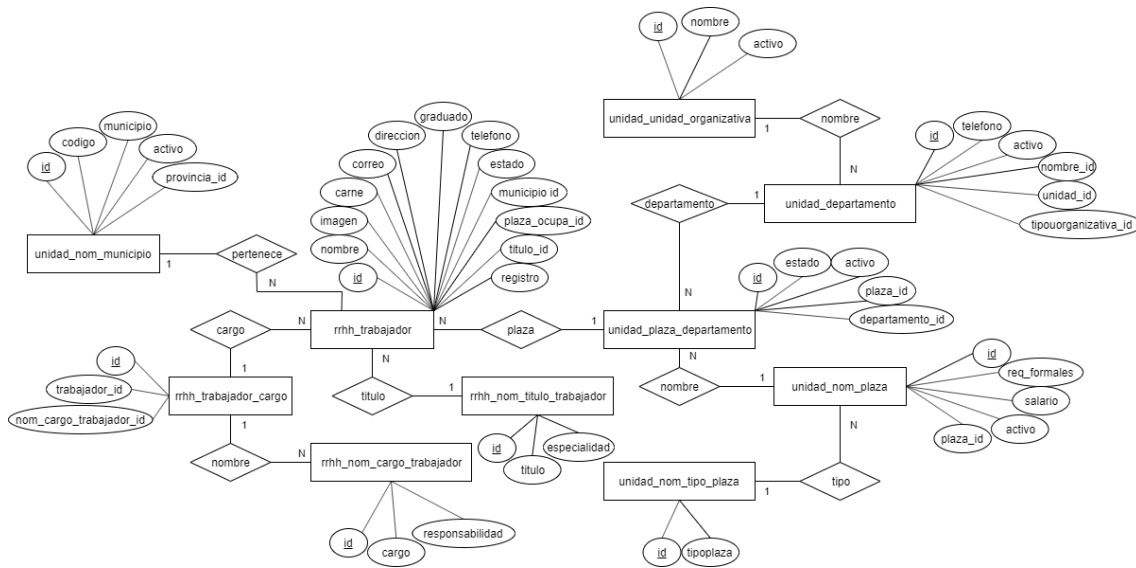 id
nombre
activo
unidad_unidad_organizativa
1
nombre
N
id
telefono
activo
nombre_id
unidad_id
tipouorganizativa_id
unidad_departamento
1
departamento
N
id
codigo
municipio
activo
provincia_id
unidad_nom_municipio
1
pertenece
N
id
nombre
imagen
carne
correo
direccion
graduado
telefono
estado
municipio id
plaza_ocupa_id
titulo_id
registro
rrhh_trabajador
N
plaza
1
unidad_plaza_departamento
id
estado
activo
plaza_id
departamento_id
N
cargo
1
id
trabajador_id
nom_cargo_trabajador_id
rrhh_trabajador_cargo
1
nombre
N
rrhh_nom_cargo_trabajador
id
cargo
responsabilidad
N
titulo
1
rrhh_nom_titulo_trabajador
id
titulo
especialidad
N
nombre
1
unidad_nom_plaza
id
req_formales
salario
activo
plaza_id
N
tipo
1
unidad_nom_tipo_plaza
id
tipoplaza